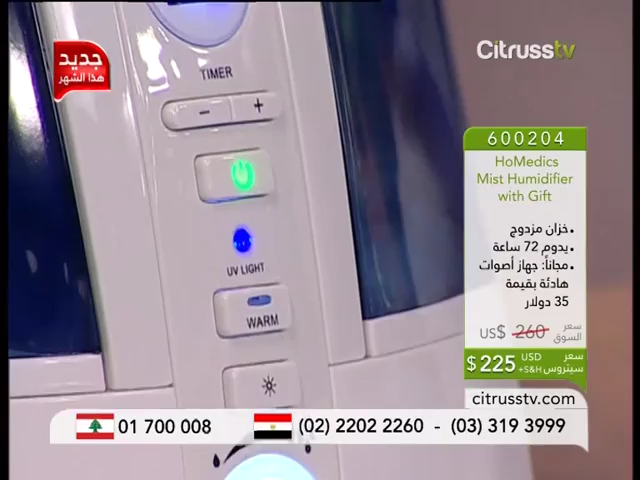 جديد
هذا الشهر
Citrusstv
TIMER
− +
UV LIGHT
WARM
600204
HoMedics
Mist Humidifier
with Gift
خزان مزدوج
يدوم 72 ساعة
مجاناً: جهاز أصوات
هادئة بقيمة
35 دولار
US$ 260 سعر السوق
$ 225 USD +S&H سعر سيتروس
citrusstv.com
01 700 008 (02) 2202 2260 - (03) 319 3999